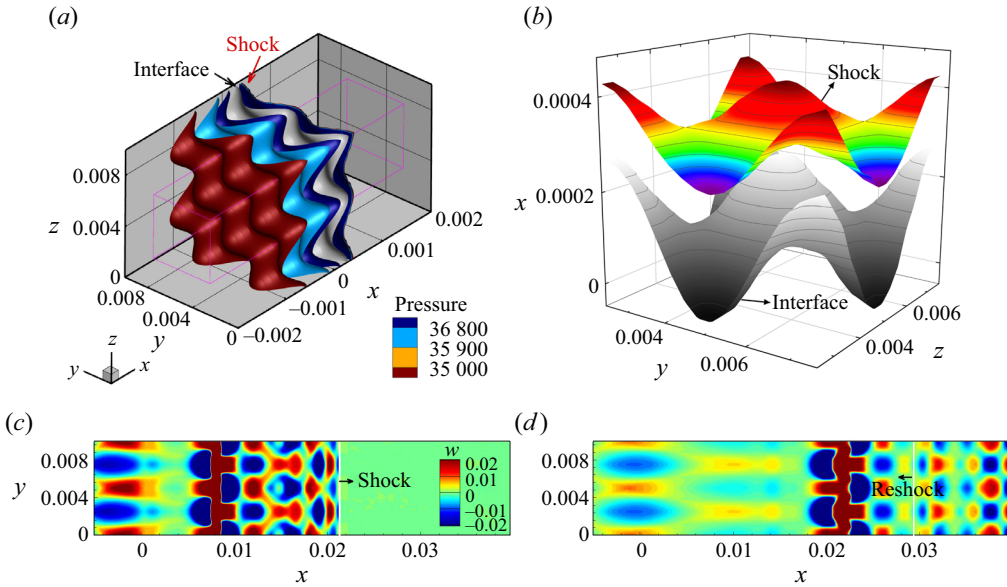 (a)
Shock
Interface
0.008
z
0.004
0
0.008
0.004
y
0
−0.002
−0.001
0
x
0.001
0.002
Pressure
36 800
35 900
35 000
z
y
x
(b)
Shock
0.0004
x
0.0002
0
Interface
0.004
y
0.006
0.004
z
0.006
(c)
0.008
y
0.004
0
w
0.02
0.01
0
−0.01
−0.02
Shock
0
0.01
0.02
0.03
x
(d)
0.008
0.004
0
Reshock
0
0.01
0.02
0.03
x